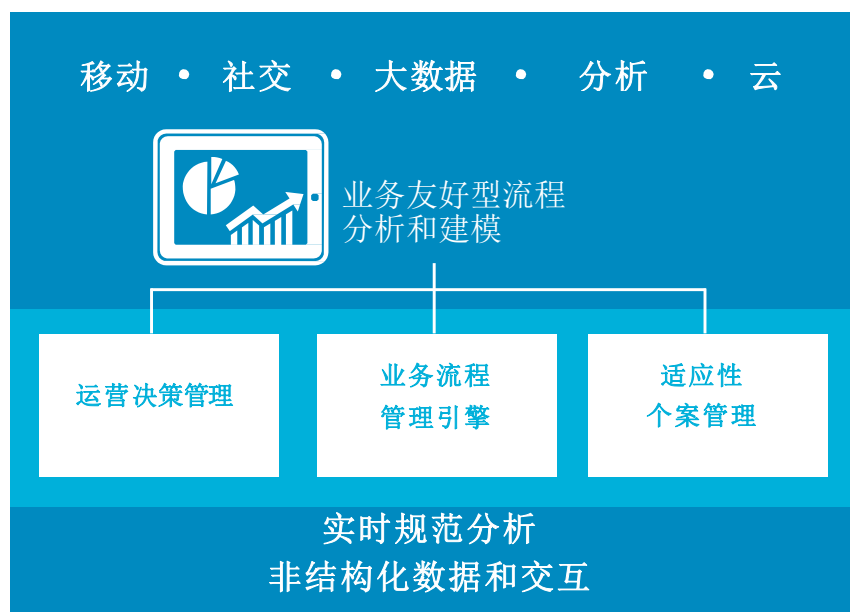 移动 • 社交 • 大数据 • 分析 • 云
业务友好型流程
分析和建模
运营决策管理
业务流程
管理引擎
适应性
个案管理
实时规范分析
非结构化数据和交互